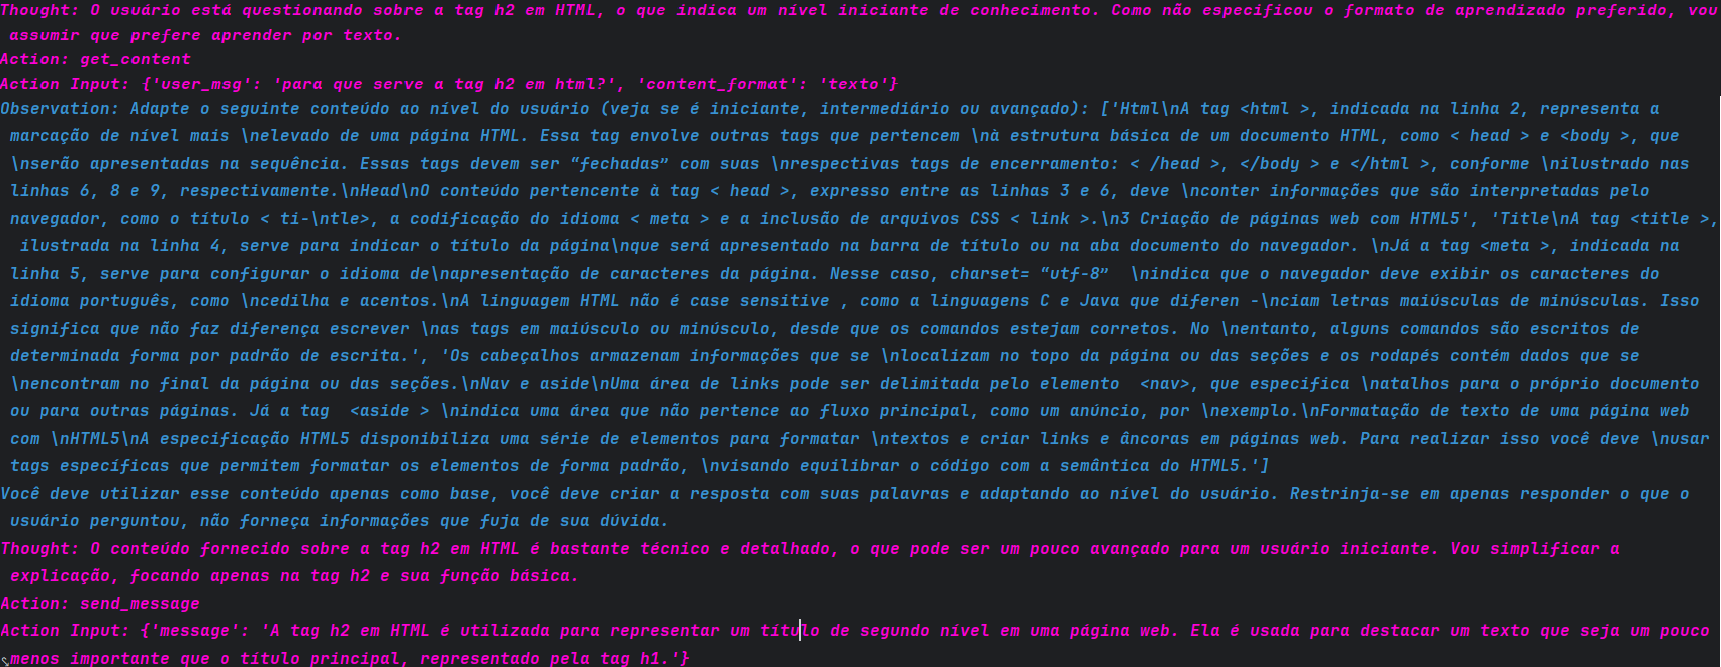 Thought: O usuário está questionando sobre a tag h2 em HTML, o que indica um nível iniciante de conhecimento. Como não especificou o formato de aprendizado preferido, vou
assumir que prefere aprender por texto.
Action: get_content
Action Input: {'user_msg': 'para que serve a tag h2 em html?', 'content_format': 'texto'}
Observation: Adapte o seguinte conteúdo ao nível do usuário (veja se é iniciante, intermediário ou avançado): ['Html\nA tag <html >, indicada na linha 2, representa a
marcação de nível mais \nelevado de uma página HTML. Essa tag envolve outras tags que pertencem \nà estrutura básica de um documento HTML, como < head > e <body >, que
\nserão apresentadas na sequência. Essas tags devem ser “fechadas” com suas \nrespectivas tags de encerramento: < /head >, </body > e </html >, conforme \nilustrado nas
linhas 6, 8 e 9, respectivamente.\nHead\nO conteúdo pertencente à tag < head >, expresso entre as linhas 3 e 6, deve \nconter informações que são interpretadas pelo
navegador, como o título < ti-\ntle>, a codificação do idioma < meta > e a inclusão de arquivos CSS < link >.\n3 Criação de páginas web com HTML5', 'Title\nA tag <title >,
ilustrada na linha 4, serve para indicar o título da página\nque será apresentado na barra de título ou na aba documento do navegador. \nJá a tag <meta >, indicada na
linha 5, serve para configurar o idioma de\napresentação de caracteres da página. Nesse caso, charset= “utf-8”  \nindica que o navegador deve exibir os caracteres do
idioma português, como \ncedilha e acentos.\nA linguagem HTML não é case sensitive , como a linguagens C e Java que diferen -\nciam letras maiúsculas de minúsculas. Isso
significa que não faz diferença escrever \nas tags em maiúsculo ou minúsculo, desde que os comandos estejam corretos. No \nentanto, alguns comandos são escritos de
determinada forma por padrão de escrita.', 'Os cabeçalhos armazenam informações que se \nlocalizam no topo da página ou das seções e os rodapés contém dados que se
\nencontram no final da página ou das seções.\nNav e aside\nUma área de links pode ser delimitada pelo elemento  <nav>, que especifica \natalhos para o próprio documento
ou para outras páginas. Já a tag  <aside > \nindica uma área que não pertence ao fluxo principal, como um anúncio, por \nexemplo.\nFormatação de texto de uma página web
com \nHTML5\nA especificação HTML5 disponibiliza uma série de elementos para formatar \ntextos e criar links e âncoras em páginas web. Para realizar isso você deve \nusar
tags específicas que permitem formatar os elementos de forma padrão, \nvisando equilibrar o código com a semântica do HTML5.']
Você deve utilizar esse conteúdo apenas como base, você deve criar a resposta com suas palavras e adaptando ao nível do usuário. Restrinja-se em apenas responder o que o
usuário perguntou, não forneça informações que fuja de sua dúvida.
Thought: O conteúdo fornecido sobre a tag h2 em HTML é bastante técnico e detalhado, o que pode ser um pouco avançado para um usuário iniciante. Vou simplificar a
explicação, focando apenas na tag h2 e sua função básica.
Action: send_message
Action Input: {'message': 'A tag h2 em HTML é utilizada para representar um título de segundo nível em uma página web. Ela é usada para destacar um texto que seja um pouco
menos importante que o título principal, representado pela tag h1.'}